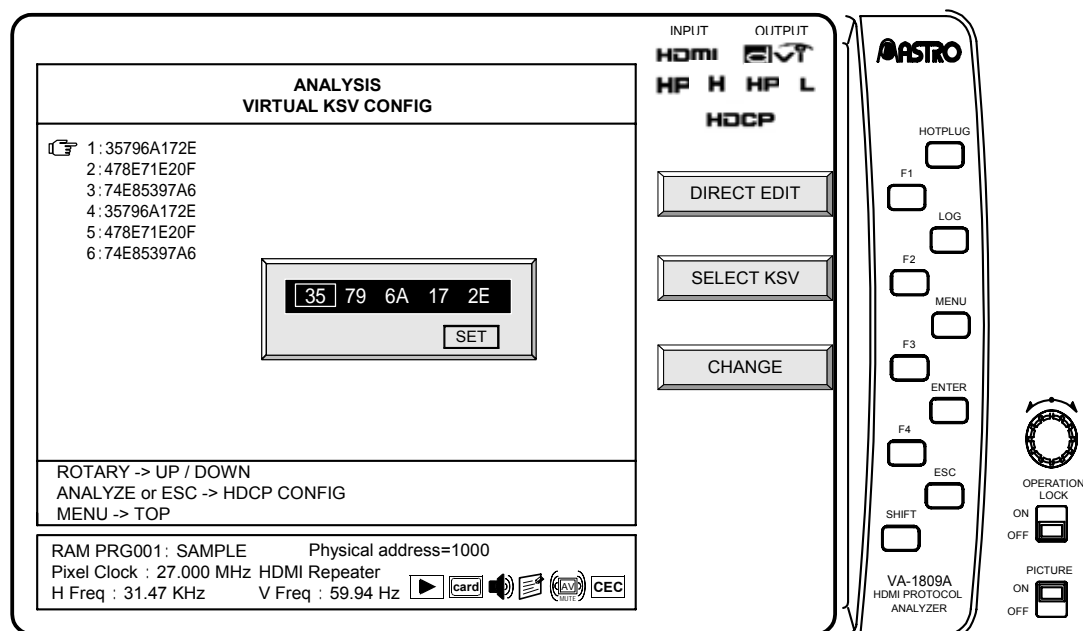 ANALYSIS
VIRTUAL KSV CONFIG
1:35796A172E
2:478E71E20F
3:74E85397A6
4:35796A172E
5:478E71E20F
6:74E85397A6
35 79 6A 17 2E
SET
ROTARY -> UP / DOWN
ANALYZE or ESC -> HDCP CONFIG
MENU -> TOP
RAM PRG001: SAMPLE Physical address=1000
Pixel Clock : 27.000 MHz HDMI Repeater
H Freq : 31.47 KHz V Freq : 59.94 Hz card AV MUTE CEC
INPUT OUTPUT
HDMI DVI
HP H HP L
HDCP
DIRECT EDIT
SELECT KSV
CHANGE
ASTRO
HOTPLUG
F1
LOG
F2
MENU
F3
ENTER
F4
ESC
SHIFT
VA-1809A
HDMI PROTOCOL
ANALYZER
OPERATION
LOCK
ON
OFF
PICTURE
ON
OFF